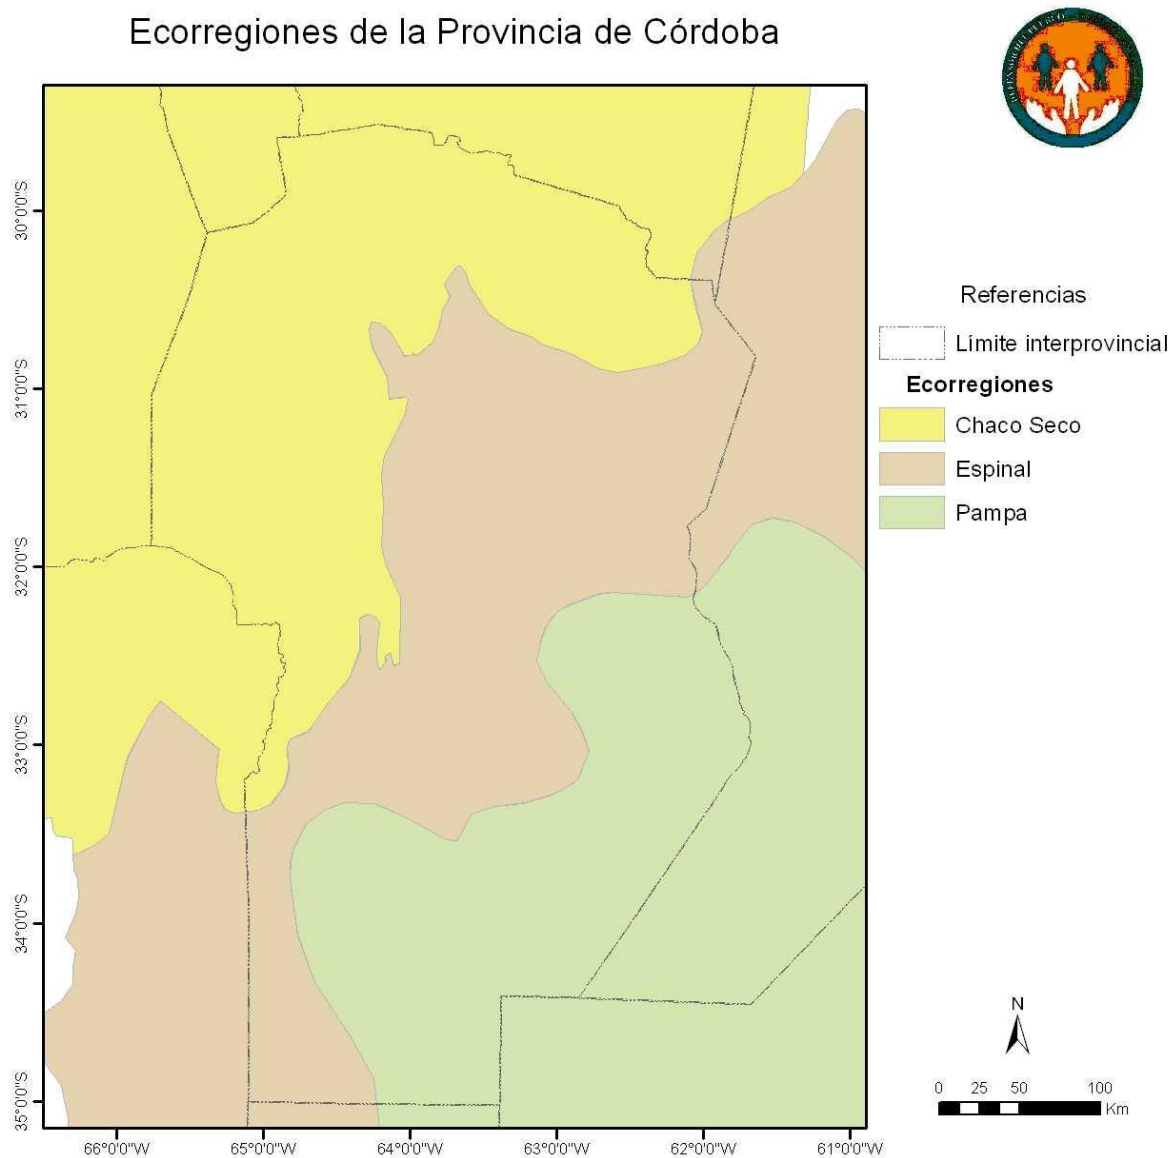 Ecorregiones de la Provincia de Córdoba
Referencias
Límite interprovincial
Ecorregiones
Chaco Seco
Espinal
Pampa
30°0'0"S
31°0'0"S
32°0'0"S
33°0'0"S
34°0'0"S
35°0'0"S
66°0'0"W
65°0'0"W
64°0'0"W
63°0'0"W
62°0'0"W
61°0'0"W
N
0 25 50 100
Km